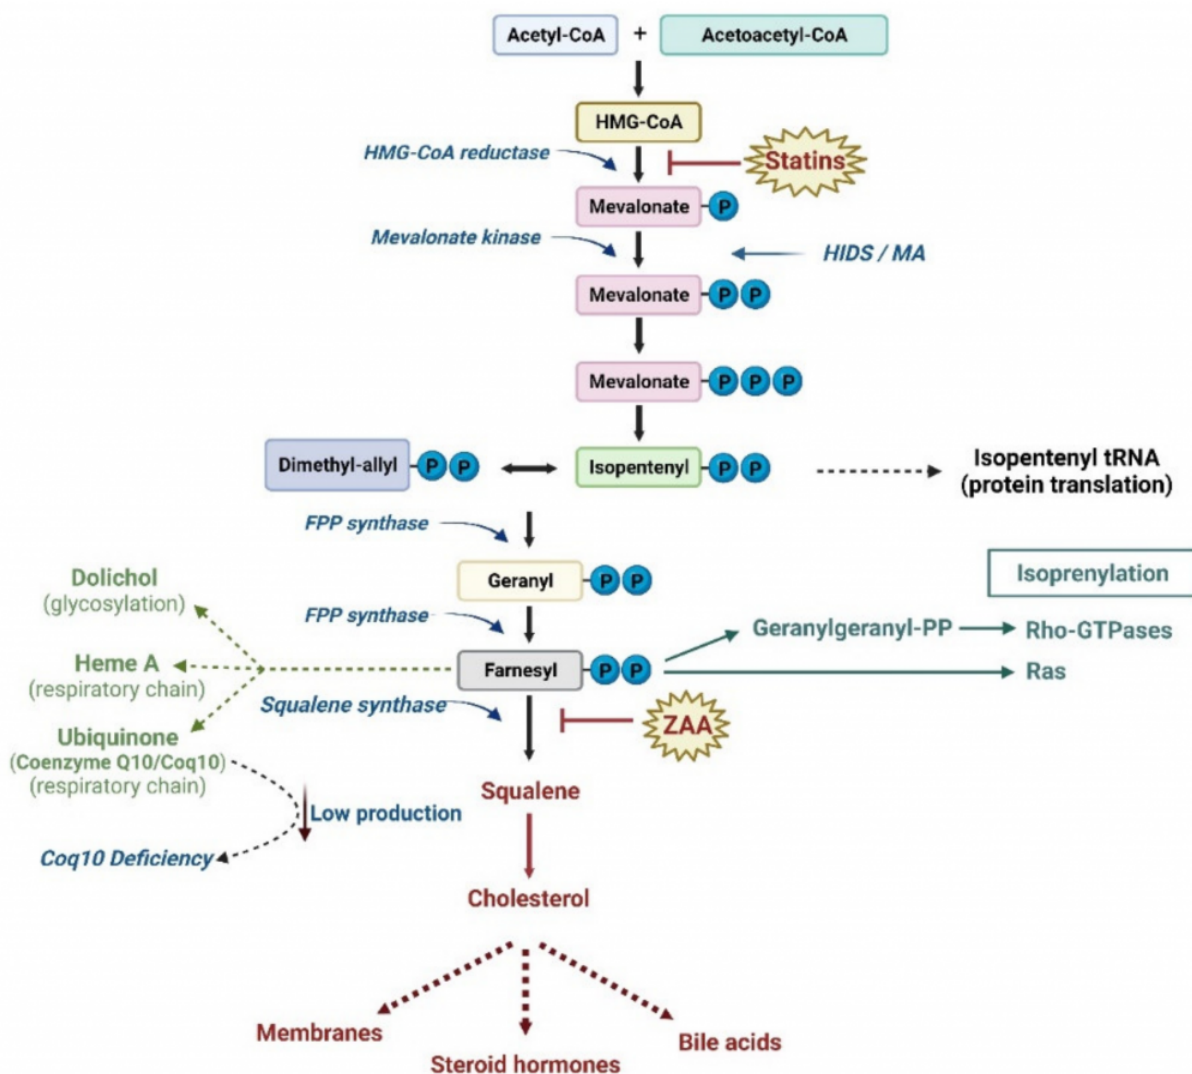 Acetyl-CoA + Acetoacetyl-CoA
HMG-CoA
HMG-CoA reductase
Statins
Mevalonate P
Mevalonate kinase
HIDS / MA
Mevalonate P P
Mevalonate P P P
Dimethyl-allyl P P
Isopentenyl P P
Isopentenyl tRNA
(protein translation)
FPP synthase
Geranyl P P
Isoprenylation
Dolichol
(glycosylation)
FPP synthase
Geranylgeranyl-PP
Rho-GTPases
Heme A
(respiratory chain)
Farnesyl P P
Ras
Squalene synthase
ZAA
Ubiquinone
(Coenzyme Q10/Coq10)
(respiratory chain)
Squalene
Low production
Coq10 Deficiency
Cholesterol
Membranes
Steroid hormones
Bile acids